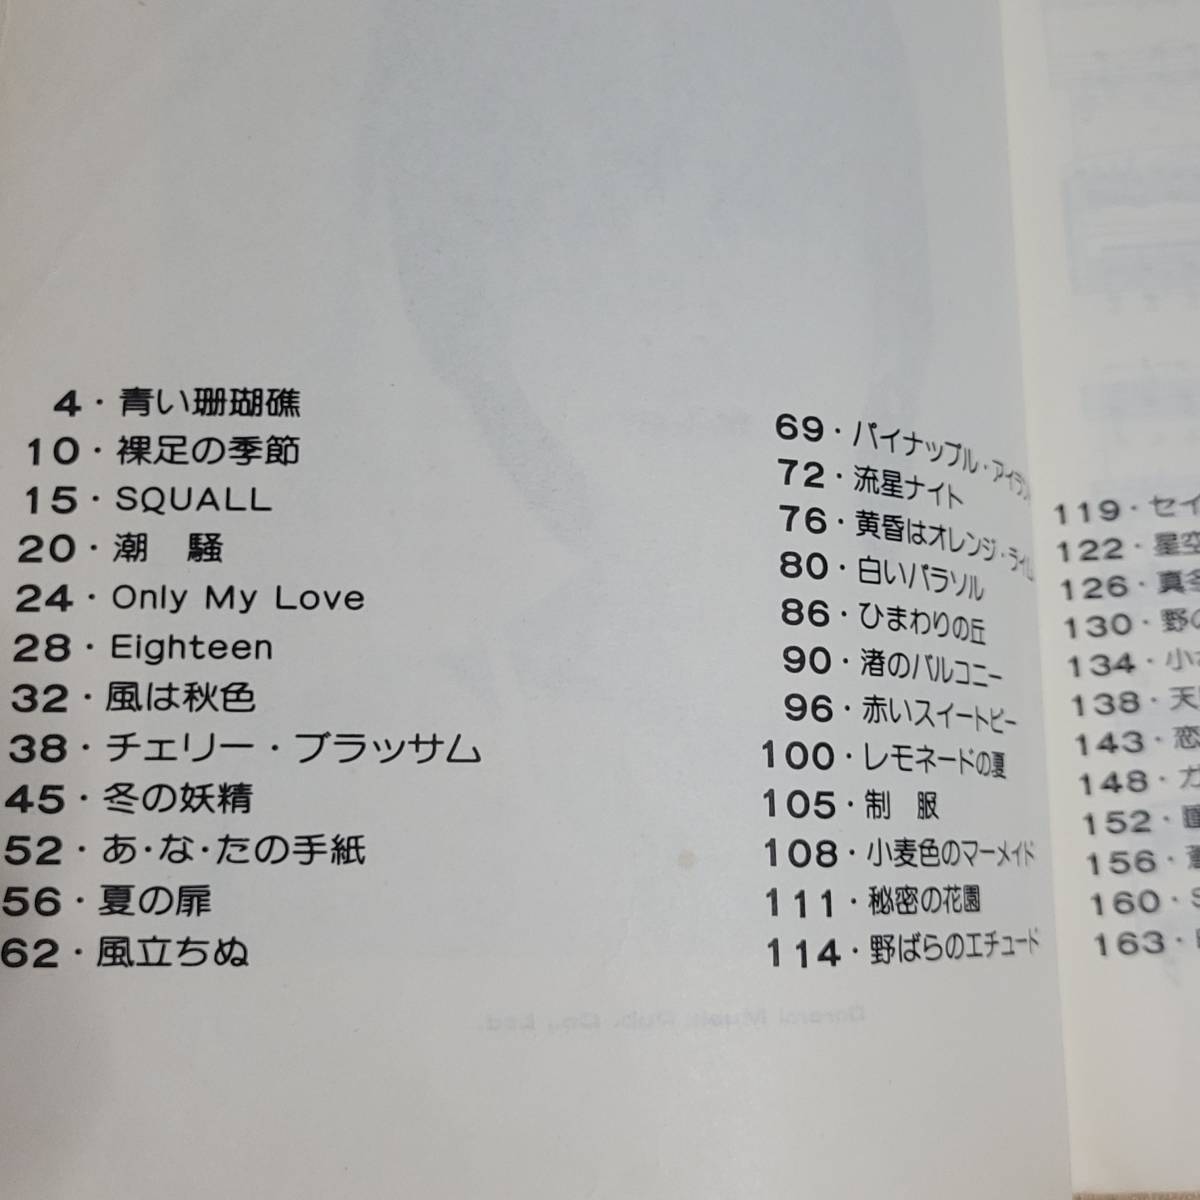 4・青い珊瑚礁
10・裸足の季節
15・SQUALL
20・潮　騒
24・Only My Love
28・Eighteen
32・風は秋色
38・チェリー・ブラッサム
45・冬の妖精
52・あ・な・たの手紙
56・夏の扉
62・風立ちぬ
69・パイナップル・アイラン
72・流星ナイト
76・黄昏はオレンジ・ライム
80・白いパラソル
86・ひまわりの丘
90・渚のバルコニー
96・赤いスイートピー
100・レモネードの夏
105・制　服
108・小麦色のマーメイド
111・秘密の花園
114・野ばらのエチュード
119・セイ
122・星空
126・真冬
130・野の
134・小さ
138・天
143・恋
148・ガ
152・瞳
156・蒼
160・S
163・